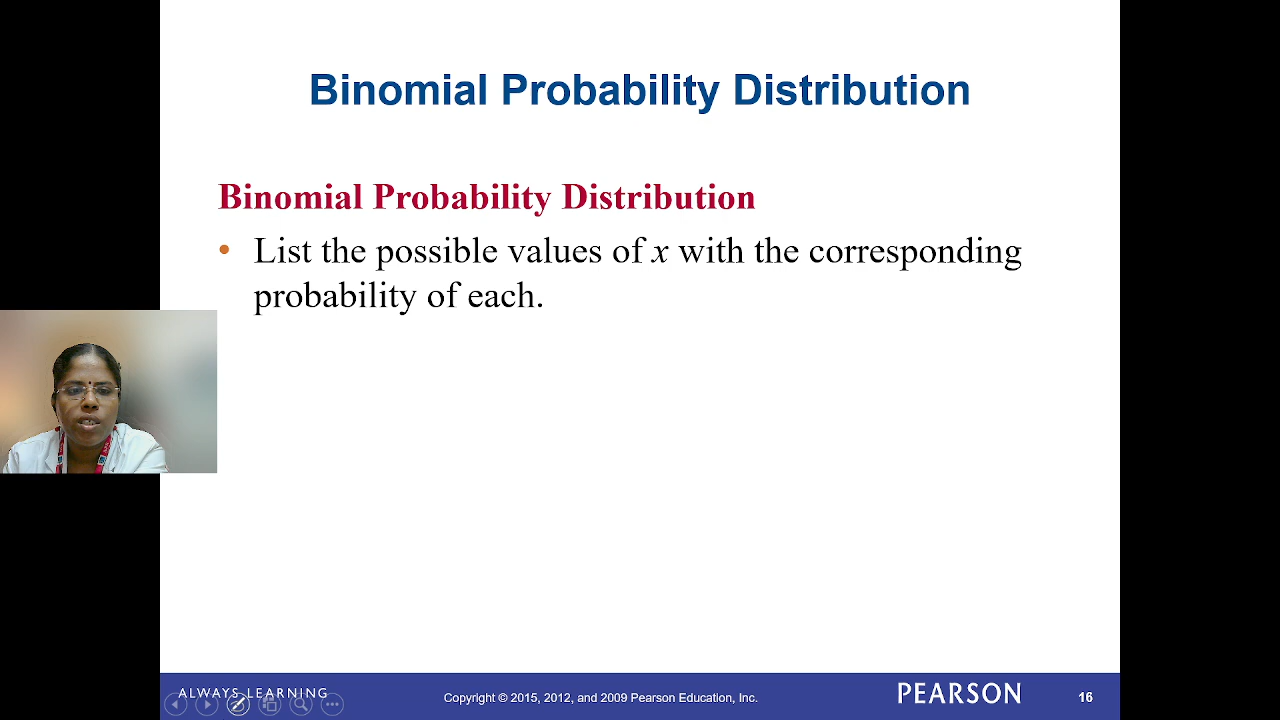 Binomial Probability Distribution
Binomial Probability Distribution
• List the possible values of x with the corresponding
probability of each.
ALWAYS LEARNING
Copyright © 2015, 2012, and 2009 Pearson Education, Inc.
PEARSON
16